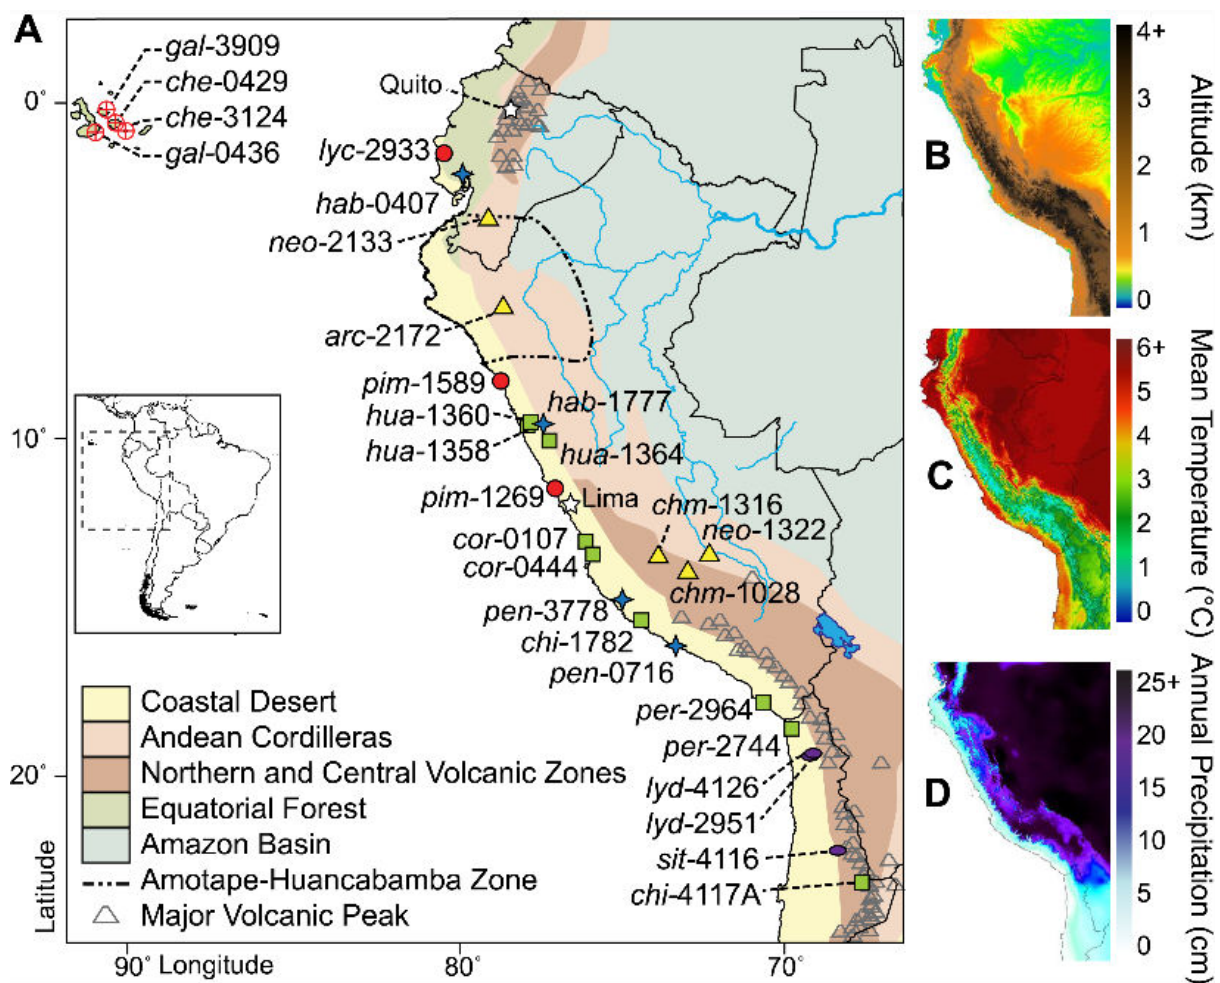 A
gal-3909
che-0429
che-3124
gal-0436
0°
Quito
lyc-2933
hab-0407
neo-2133
arc-2172
pim-1589
hua-1360
hab-1777
hua-1358
hua-1364
10°
pim-1269
Lima
chm-1316
neo-1322
cor-0107
cor-0444
chm-1028
pen-3778
chi-1782
pen-0716
per-2964
per-2744
lyd-4126
lyd-2951
sit-4116
chi-4117A
20°
Latitude
Coastal Desert
Andean Cordilleras
Northern and Central Volcanic Zones
Equatorial Forest
Amazon Basin
Amotape-Huancabamba Zone
Major Volcanic Peak
90° Longitude
80°
70°
B
4+
3
2
1
0
Altitude (km)
C
6+
5
4
3
2
1
0
Mean Temperature (°C)
D
25+
20
15
10
5
0
Annual Precipitation (cm)